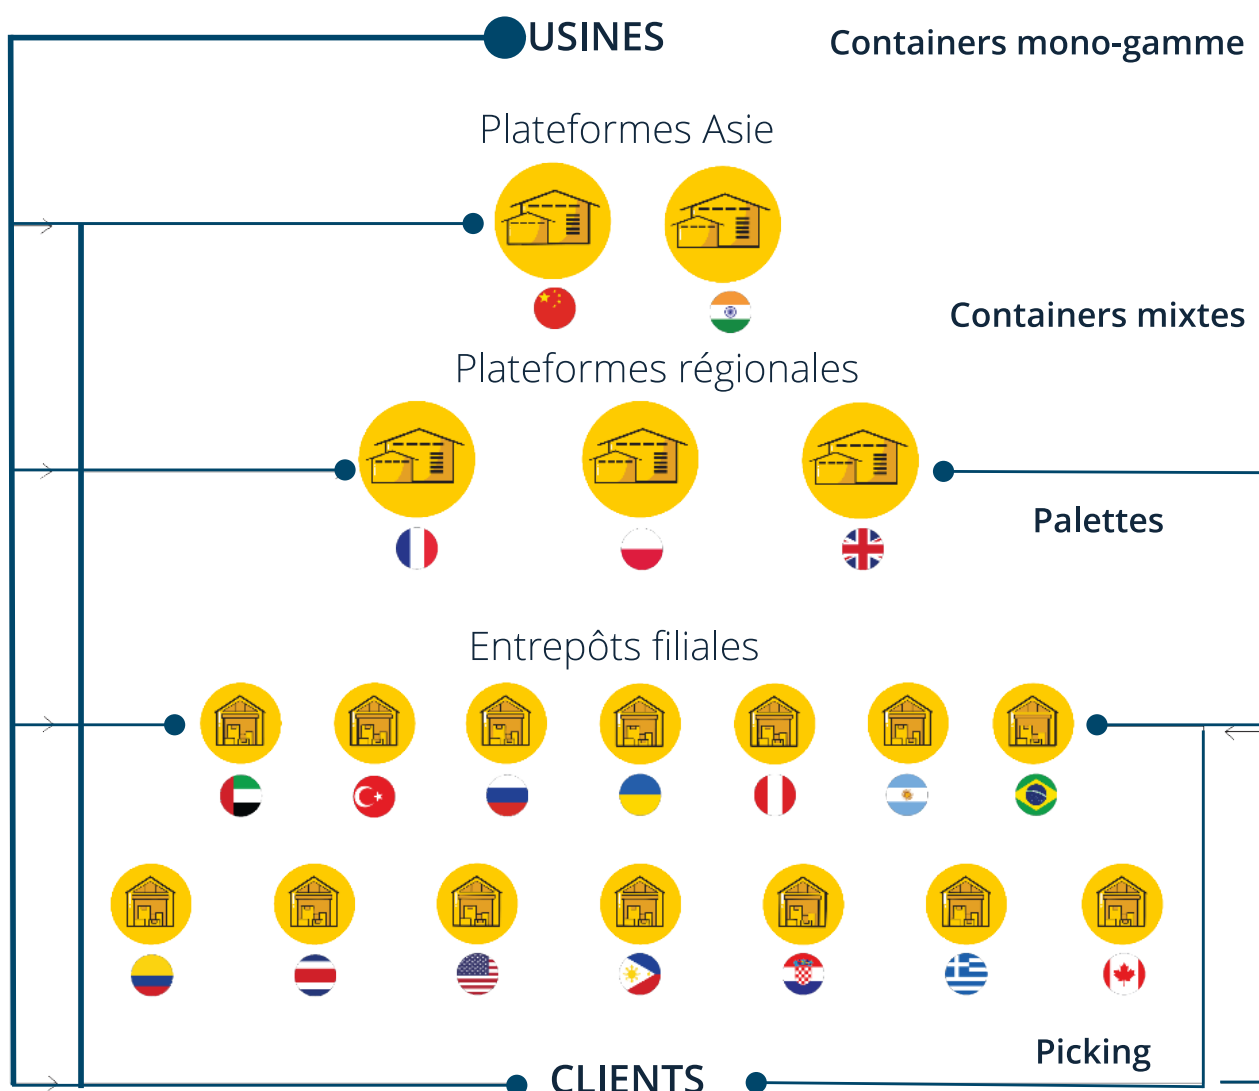 USINES
Containers mono-gamme
Plateformes Asie
Containers mixtes
Plateformes régionales
Palettes
Entrepôts filiales
Picking
CLIENTS